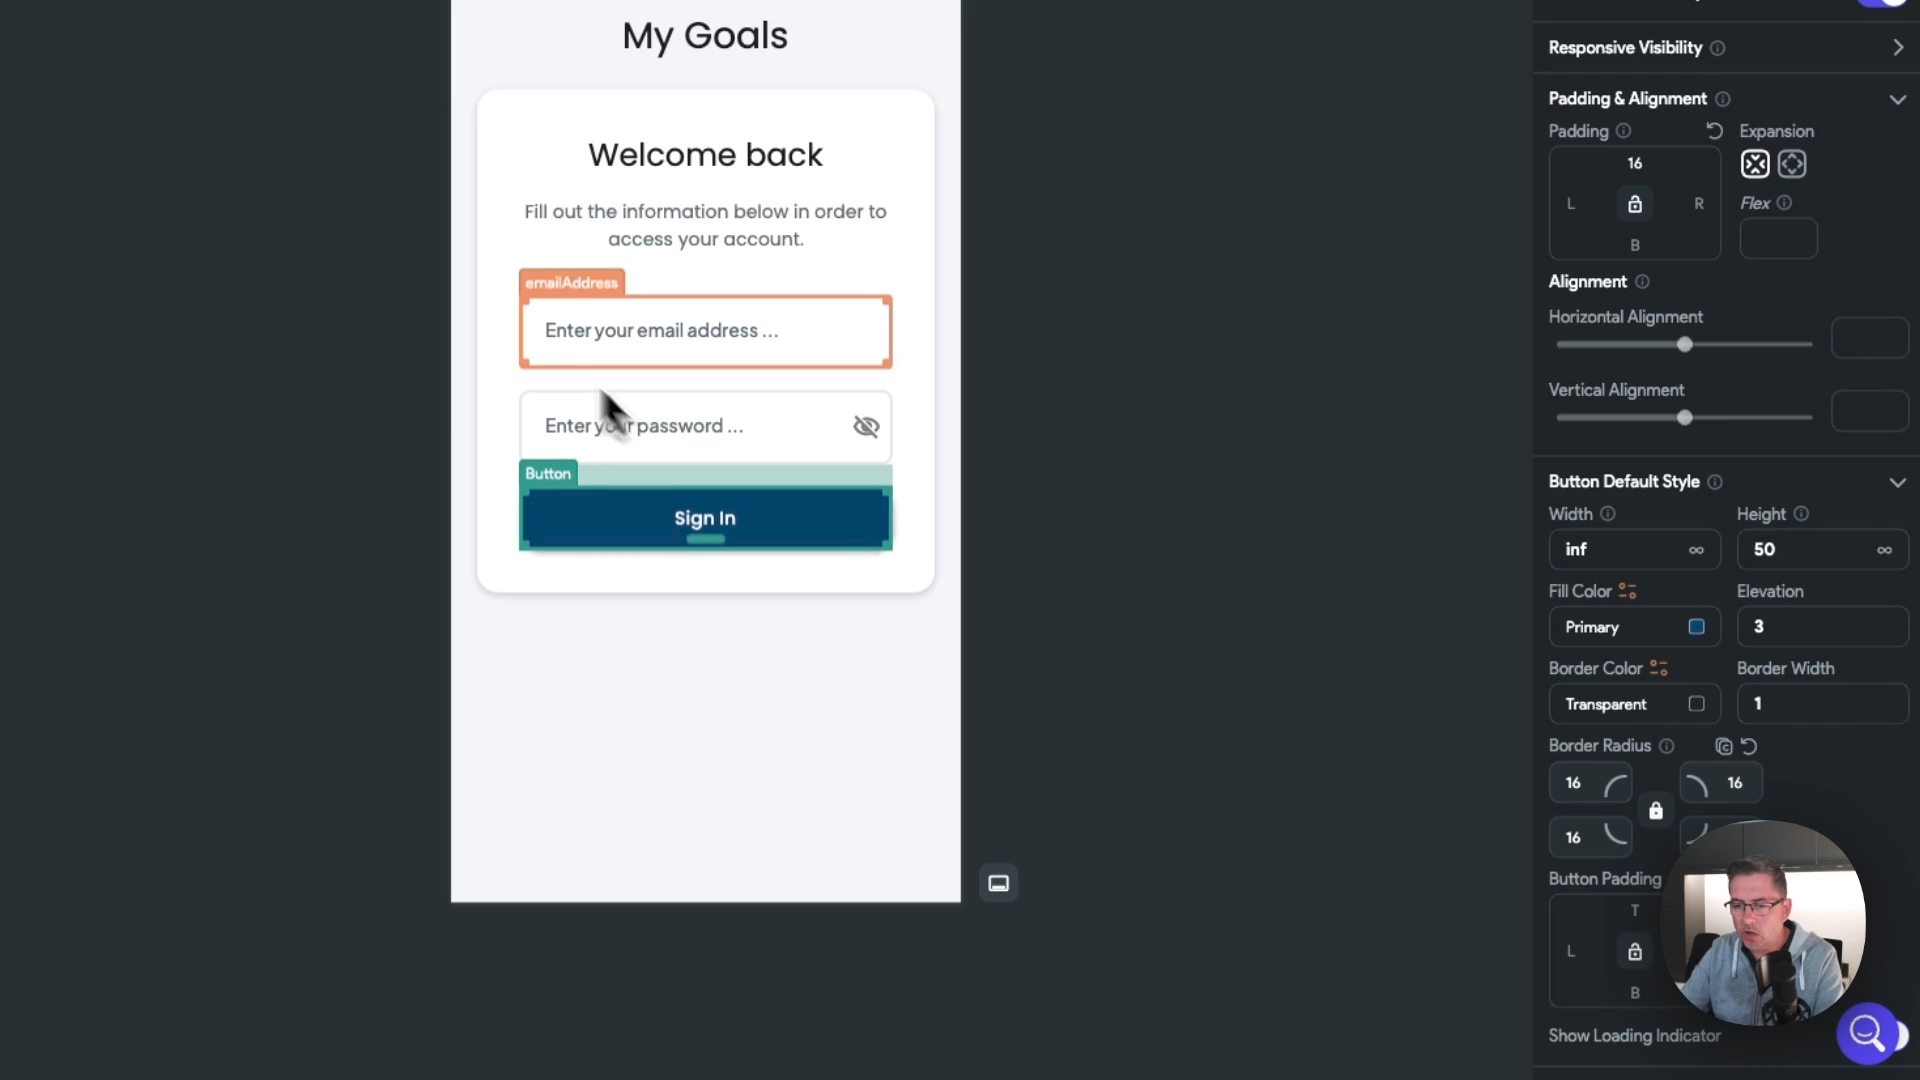 My Goals
Welcome back
Fill out the information below in order to
access your account.
emailAddress
Enter your email address ...
Enter your password ...
Button
Sign In
Responsive Visibility
Padding & Alignment
Padding
Expansion
16
L
R
B
Flex
Alignment
Horizontal Alignment
Vertical Alignment
Button Default Style
Width
Height
inf
50
Fill Color
Elevation
Primary
3
Border Color
Border Width
Transparent
1
Border Radius
16
16
16
Button Padding
T
L
B
Show Loading Indicator